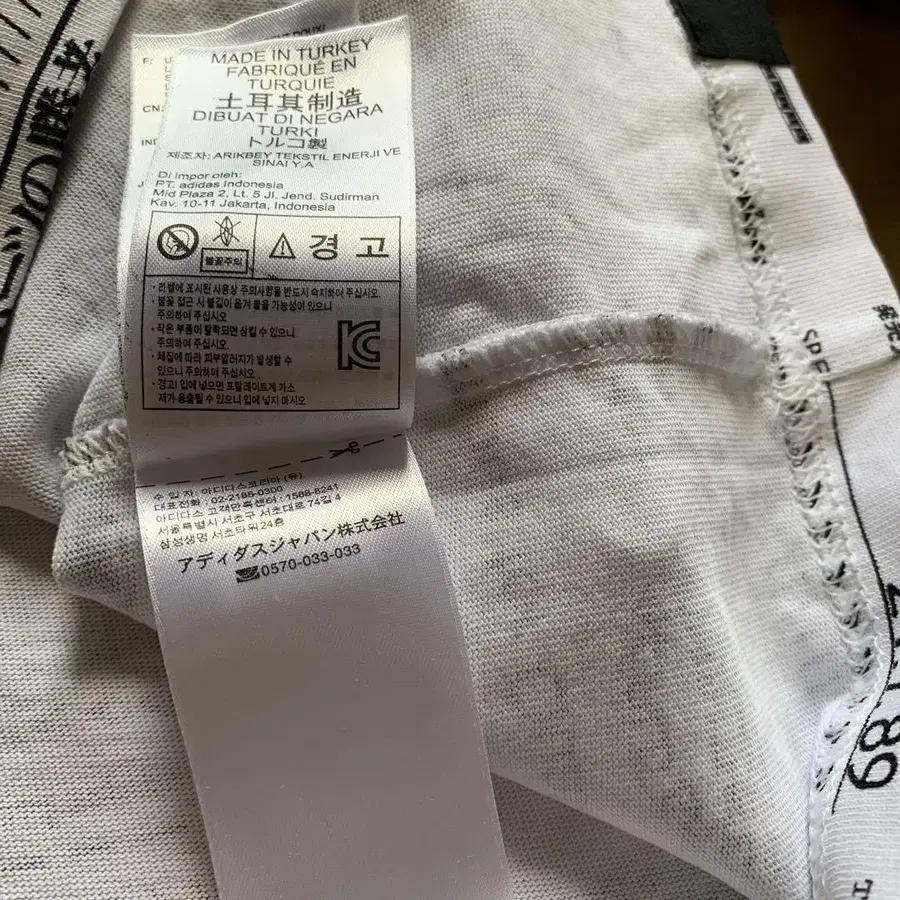 MADE IN TURKEY
FABRIQUÉ EN
TURQUIE
土耳其制造
DIBUAT DI NEGARA
TURKI
トルコ製
제조자: ARIKBEY TEKSTIL ENERJI VE
SINAI Y.A
Di impor oleh:
PT. adidas Indonesia
Mid Plaza 2, Lt. 5 Jl. Jend. Sudirman
Kav. 10-11 Jakarta, Indonesia
불꽃주의
경고
· 라벨에 표시된 사용상 주의사항을 반드시 숙지하여 주십시오.
· 불꽃 접근 시 불길이 옮겨 붙을 가능성이 있으니
주의하여 주십시오
· 작은 부품이 탈락되면 삼킬 수 있으니
주의하여 주십시오.
· 체질에 따라 피부알러지가 발생할 수
있으니 주의하여 주십시오.
· 경고! 입에 넣으면 프탈레이트계 가소
제가 용출될 수 있으니 입에 넣지 마시오
수 입 자: 아디다스코리아 (유)
대표전화 : 02-2186-0300
아디다스 고객만족센터 : 1588-8241
서울특별시 서초구 서초대로 74길 4
삼성생명 서초타워 24층
アディダスジャパン株式会社
0570-033-033
F:
CN:
IND
J
SPE
189